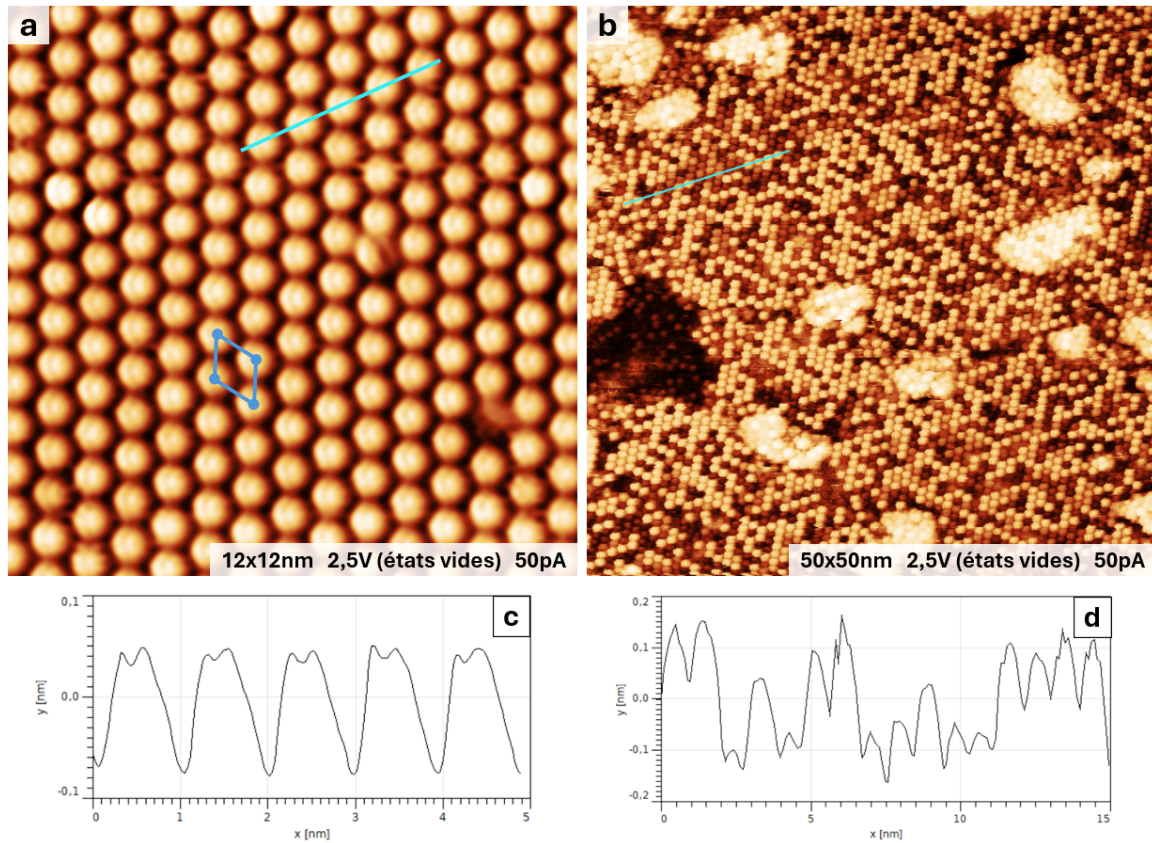 a
b
12x12nm 2,5V (états vides) 50pA
50x50nm 2,5V (états vides) 50pA
c
0,1
0,0
-0,1
y [nm]
0 1 2 3 4 5
x [nm]
d
0,2
0,1
0,0
-0,1
-0,2
y [nm]
0 5 10 15
x [nm]